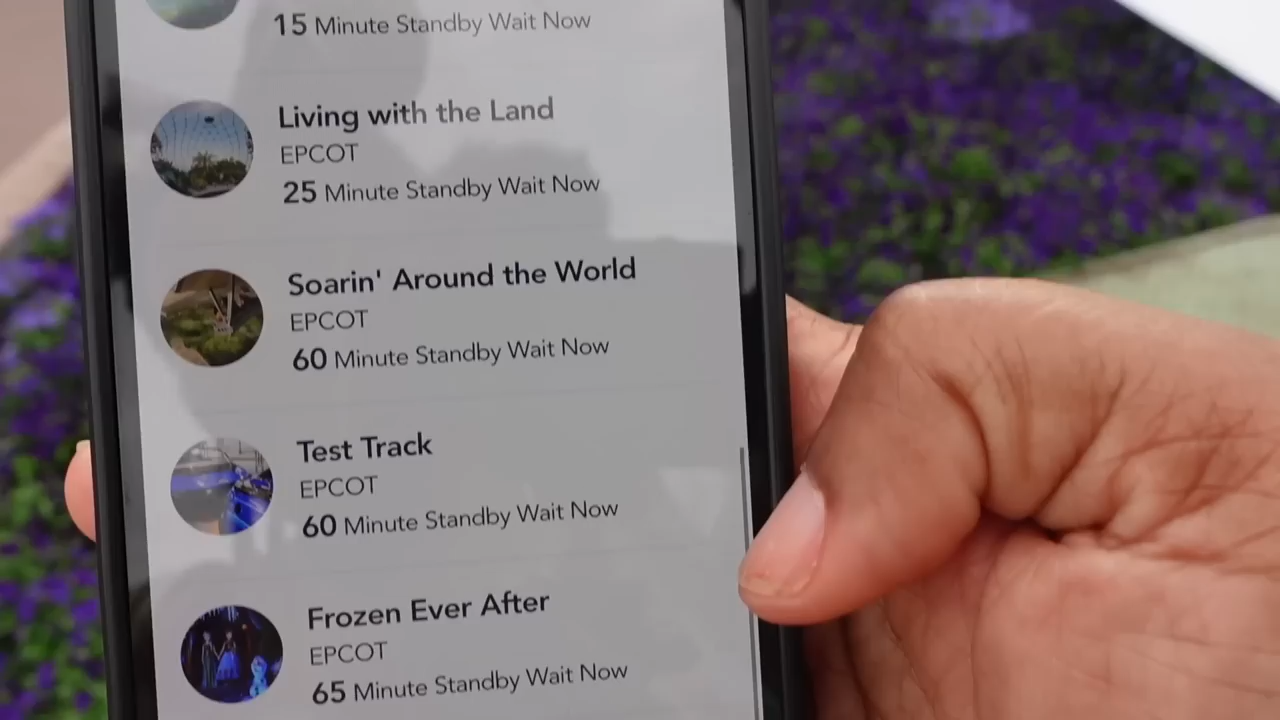 15 Minute Standby Wait Now
Living with the Land
EPCOT
25 Minute Standby Wait Now
Soarin' Around the World
EPCOT
60 Minute Standby Wait Now
Test Track
EPCOT
60 Minute Standby Wait Now
Frozen Ever After
EPCOT
65 Minute Standby Wait Now